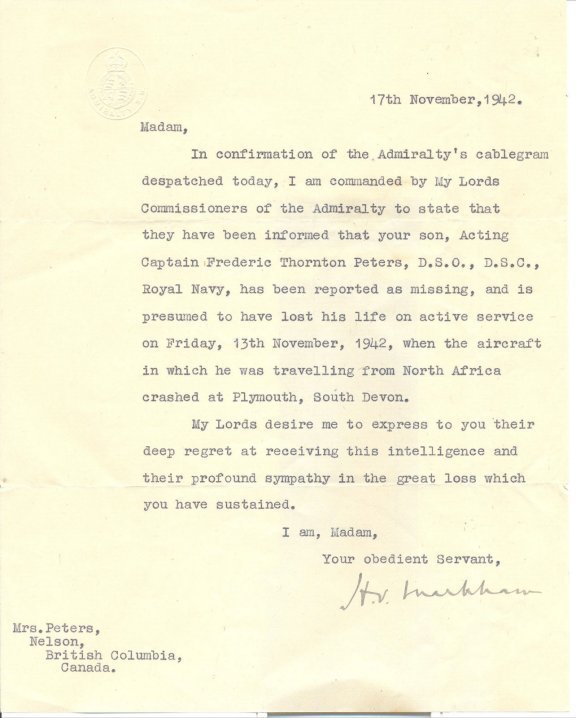 17th November,1942.
Madam,
In confirmation of the Admiralty's cablegram
despatched today, I am commanded by My Lords
Commissioners of the Admiralty to state that
they have been informed that your son, Acting
Captain Frederic Thornton Peters, D.S.O., D.S.C.,
Royal Navy, has been reported as missing, and is
presumed to have lost his life on active service
on Friday, 13th November, 1942, when the aircraft
in which he was travelling from North Africa
crashed at Plymouth, South Devon.
My Lords desire me to express to you their
deep regret at receiving this intelligence and
their profound sympathy in the great loss which
you have sustained.
I am, Madam,
Your obedient Servant,
H.V. Markham
Mrs.Peters,
Nelson,
British Columbia,
Canada.